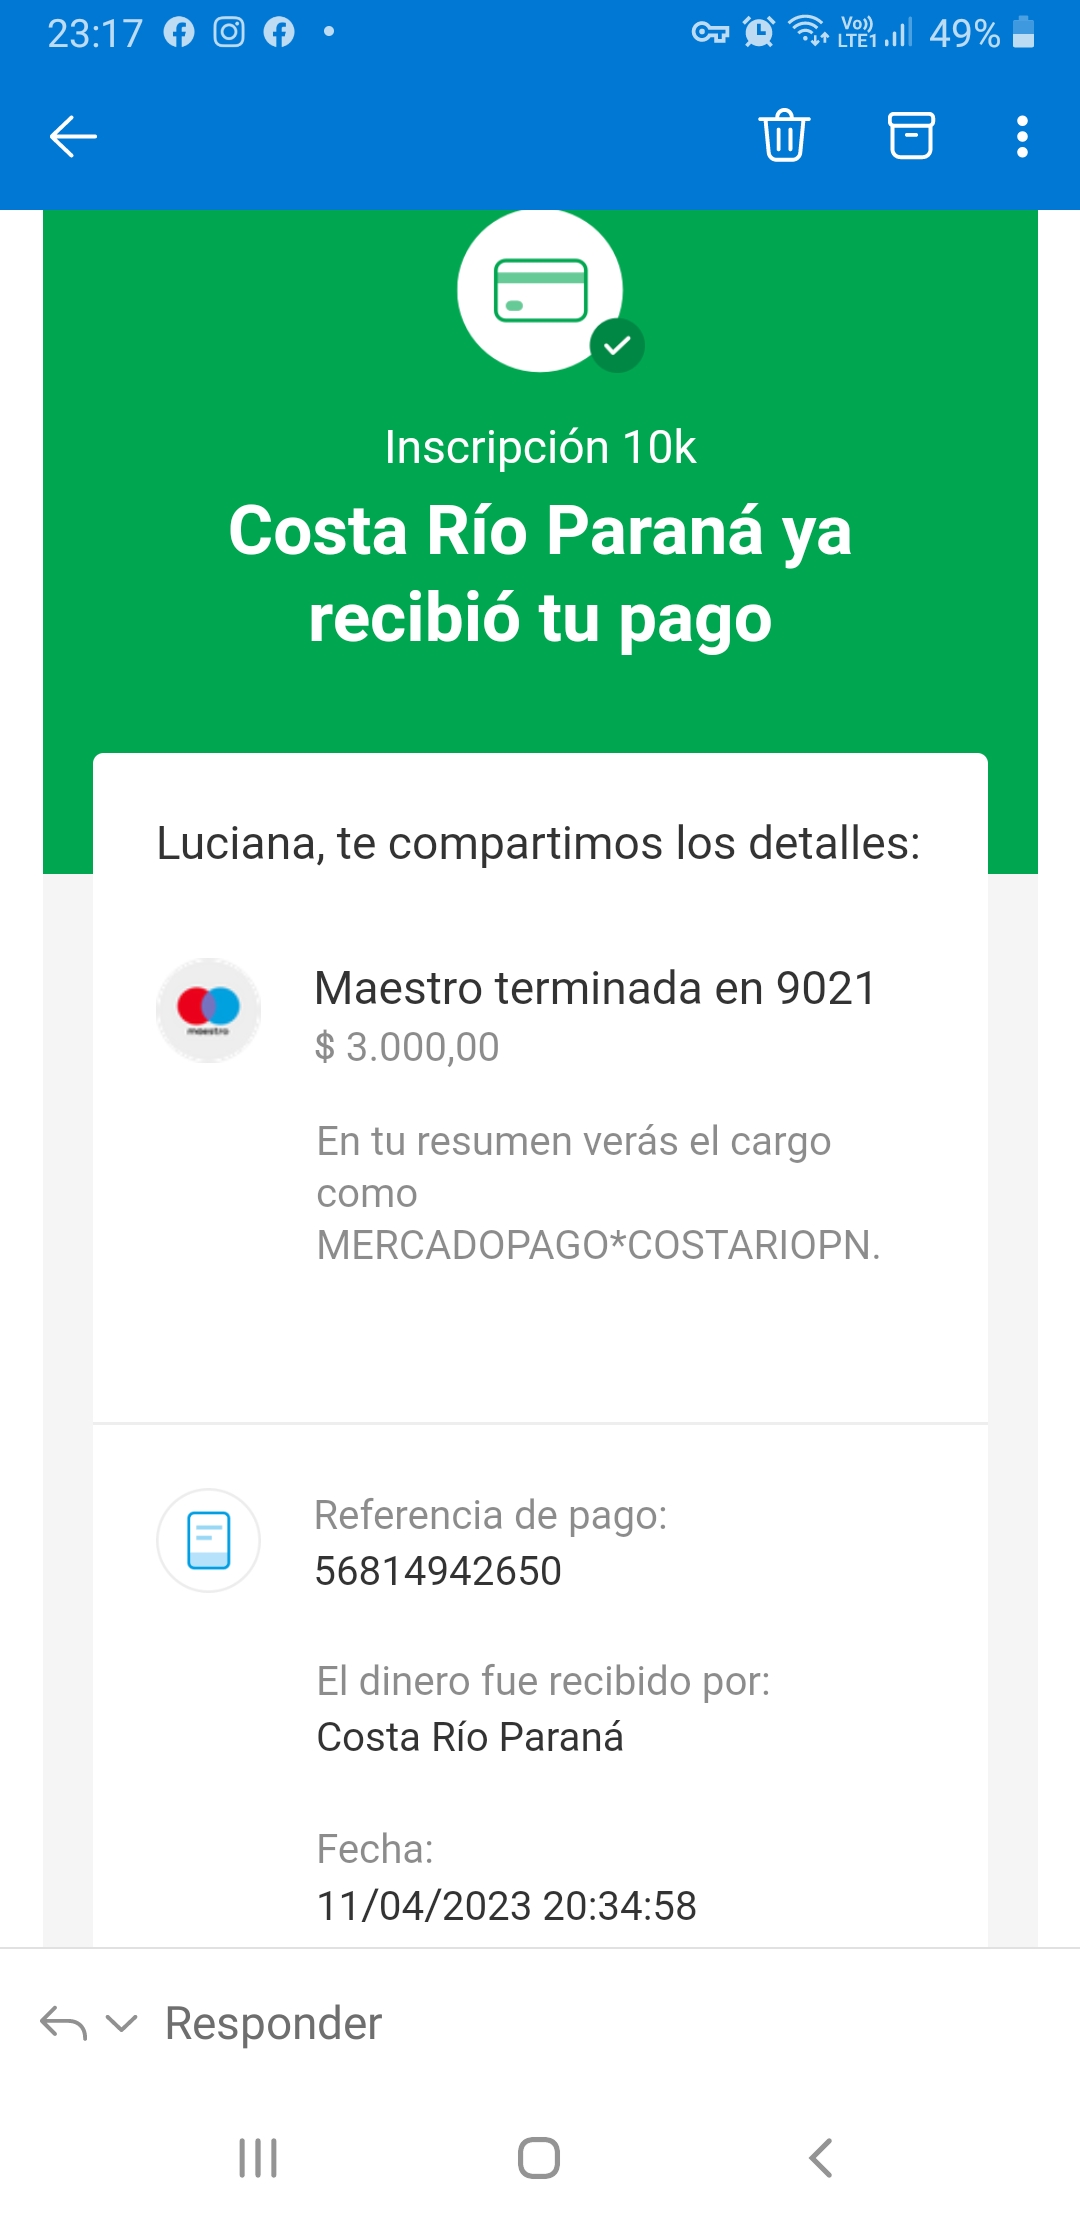 23:17
Vo))
LTE1
49%
Inscripción 10k
Costa Río Paraná ya
recibió tu pago
Luciana, te compartimos los detalles:
maestro
Maestro terminada en 9021
$ 3.000,00
En tu resumen verás el cargo
como
MERCADOPAGO*COSTARIOPN.
Referencia de pago:
56814942650
El dinero fue recibido por:
Costa Río Paraná
Fecha:
11/04/2023 20:34:58
Responder